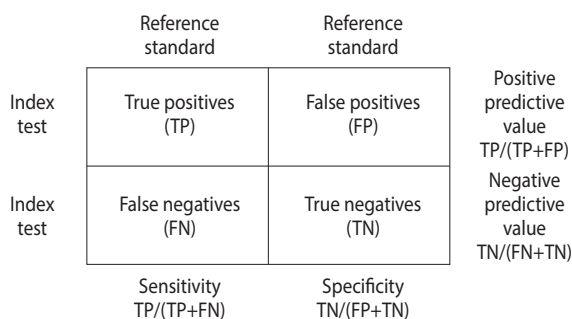 Reference
standard
Reference
standard
Index
test
True positives
(TP)
False positives
(FP)
Positive
predictive
value
TP/(TP+FP)
Index
test
False negatives
(FN)
True negatives
(TN)
Negative
predictive
value
TN/(FN+TN)
Sensitivity
TP/(TP+FN)
Specificity
TN/(FP+TN)